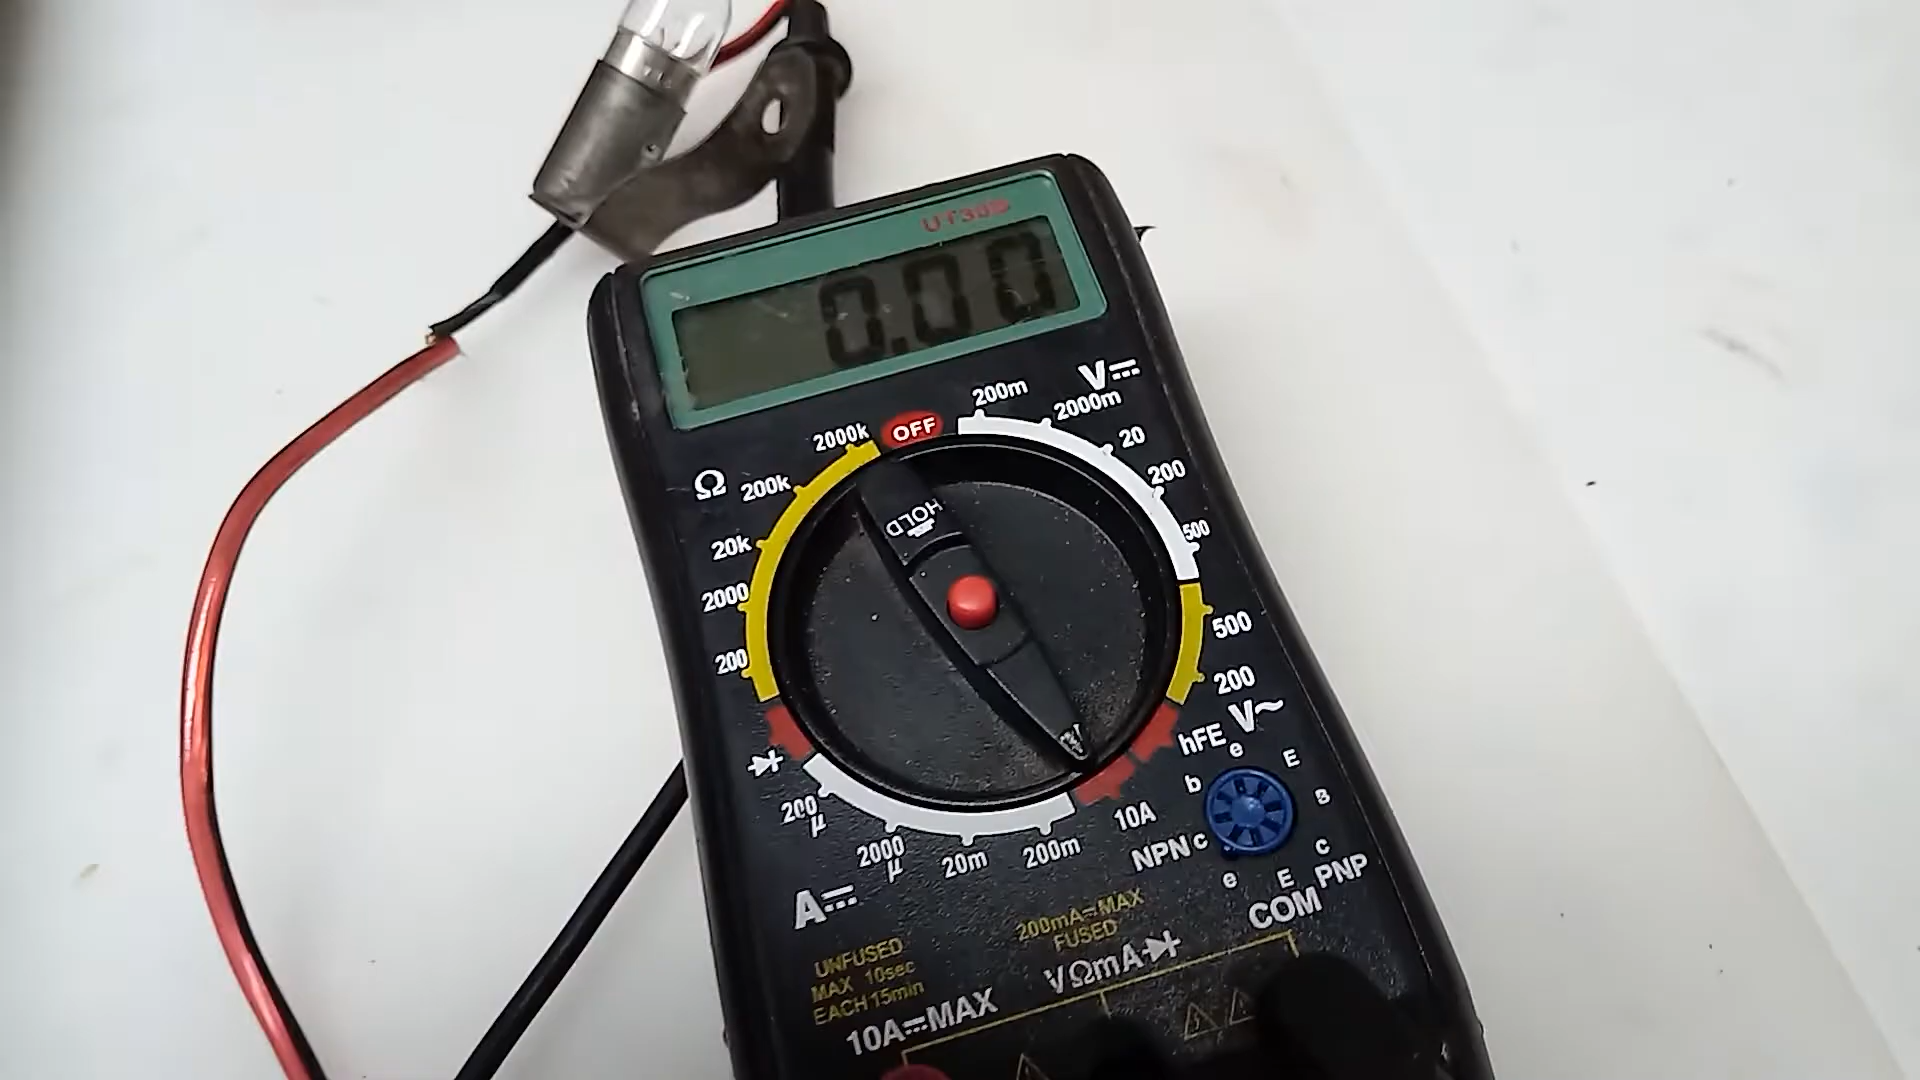 0.00
V
200m
2000m
20
200
500
500
200
V~
hFE
OFF
2000k
Ω
200k
20k
2000
200
HOLD
200
µ
2000
µ
20m
200m
10A
A
e
E
b
B
NPN c
c PNP
e
E
COM
200mA MAX
FUSED
UNFUSED
MAX 10sec
EACH 15min
VΩmA
10A MAX